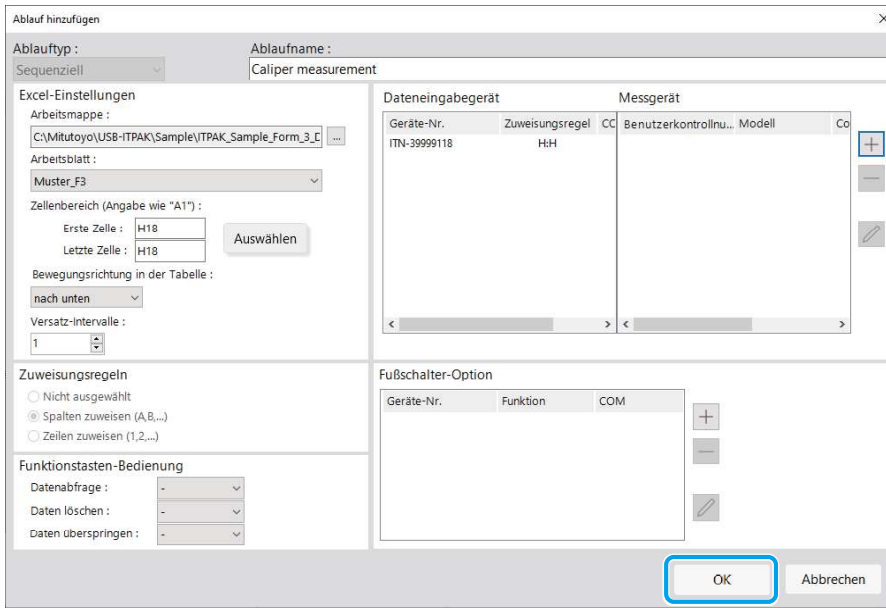 Ablauf hinzufügen
Ablauftyp :
Ablaufname :
Sequenziell
Caliper measurement
Excel-Einstellungen
Arbeitsmappe :
C:\Mitutoyo\USB-ITPAK\Sample\ITPAK_Sample_Form_3_D
...
Arbeitsblatt :
Muster_F3
Zellenbereich (Angabe wie "A1") :
Erste Zelle : H18
Letzte Zelle : H18
Auswählen
Bewegungsrichtung in der Tabelle :
nach unten
Versatz-Intervalle :
1
Zuweisungsregeln
Nicht ausgewählt
Spalten zuweisen (A,B,...)
Zeilen zuweisen (1,2,...)
Funktionstasten-Bedienung
Datenabfrage : -
Daten löschen : -
Daten überspringen : -
Dateneingabegerät
Messgerät
Geräte-Nr. Zuweisungsregel CC
Benutzerkontrollnu... Modell Co
ITN-39999118 H:H
Fußschalter-Option
Geräte-Nr. Funktion COM
OK
Abbrechen